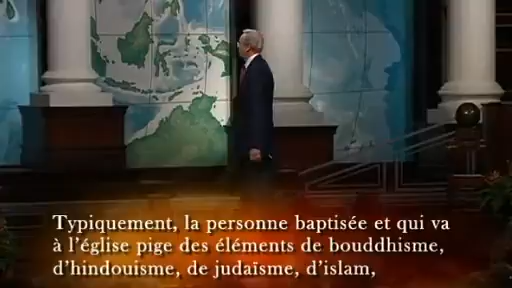 Typiquement, la personne baptisée et qui va
à l'église pige des éléments de bouddhisme,
d'hindouisme, de judaïsme, d'islam,